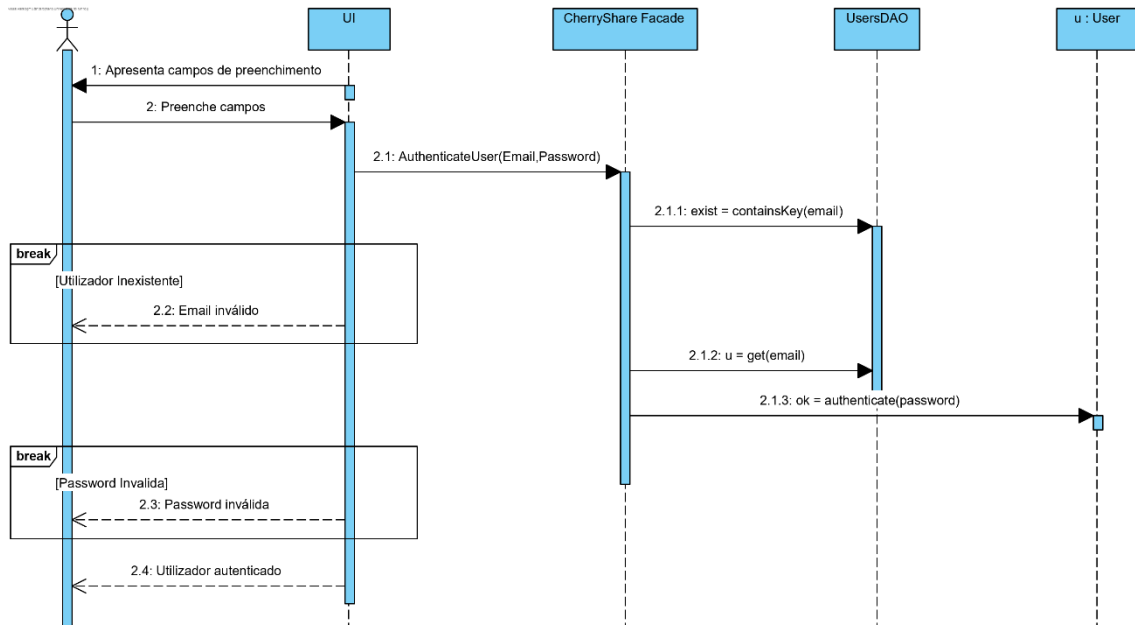 UI
CherryShare Facade
UsersDAO
u : User
1: Apresenta campos de preenchimento
2: Preenche campos
2.1: AuthenticateUser(Email,Password)
2.1.1: exist = containsKey(email)
break
[Utilizador Inexistente]
2.2: Email inválido
2.1.2: u = get(email)
2.1.3: ok = authenticate(password)
break
[Password Invalida]
2.3: Password inválida
2.4: Utilizador autenticado